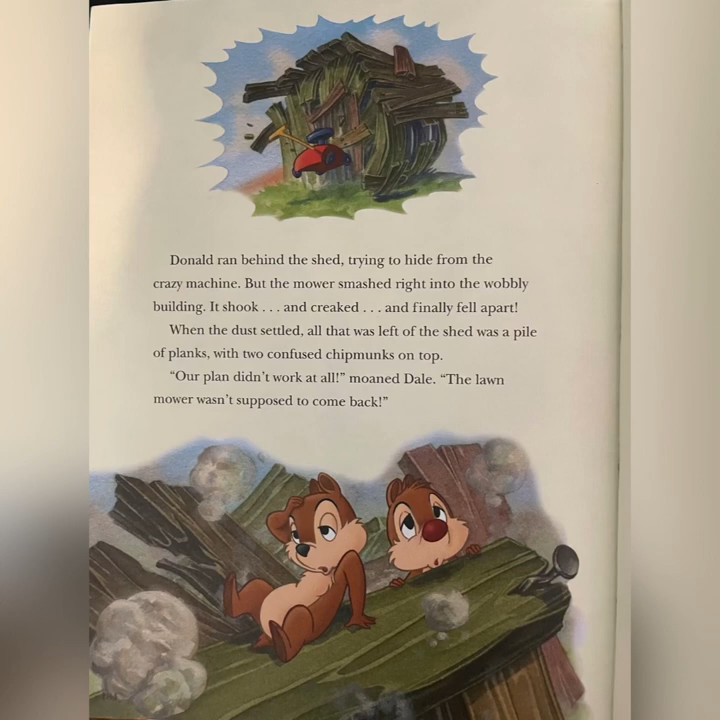 Donald ran behind the shed, trying to hide from the
crazy machine. But the mower smashed right into the wobbly
building. It shook . . . and creaked . . . and finally fell apart!
When the dust settled, all that was left of the shed was a pile
of planks, with two confused chipmunks on top.
“Our plan didn’t work at all!” moaned Dale. “The lawn
mower wasn’t supposed to come back!”